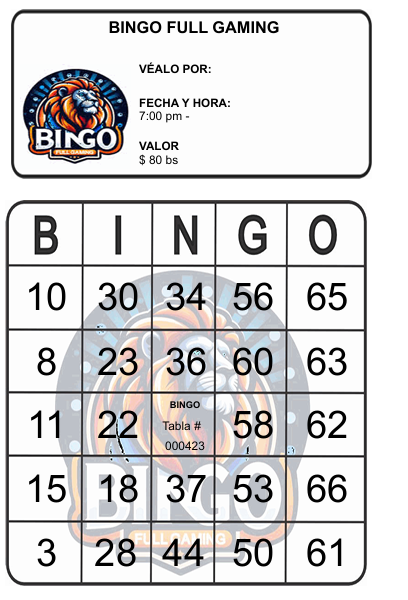 BINGO FULL GAMING
VÉALO POR:
FECHA Y HORA:
7:00 pm -
VALOR
$ 80 bs
BINGO
FULL GAMING
B I N G O
10 30 34 56 65
8 23 36 60 63
11 22 BINGO 58 62
Tabla #
000423
15 18 37 53 66
3 28 44 50 61
BINGO
FULL GAMING